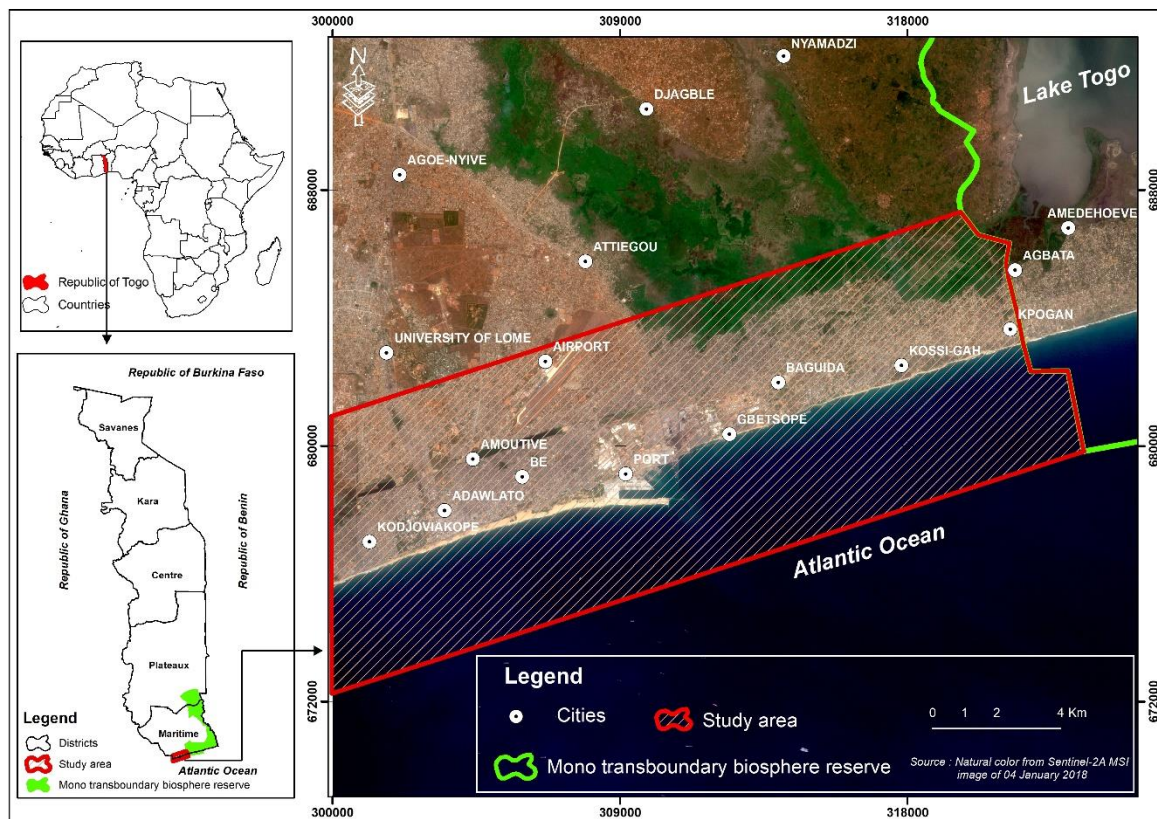 Republic of Togo
Countries
Republic of Burkina Faso
Savanes
Kara
Centre
Plateaux
Maritime
Republic of Ghana
Republic of Benin
Atlantic Ocean
Legend
Districts
Study area
Mono transboundary biosphere reserve
300000
309000
318000
N
NYAMADZI
DJAGBLE
Lake Togo
AGOE-NYIVE
688000
688000
AMEDEHOEVE
ATTIEGOU
AGBATA
KPOGAN
UNIVERSITY OF LOME
AIRPORT
KOSSI-GAH
BAGUIDA
GBETSOPE
680000
680000
AMOUTIVE
BE
PORT
ADAWLATO
KODJOVIAKOPE
Atlantic Ocean
672000
672000
Legend
Cities
Study area
Mono transboundary biosphere reserve
0 1 2 4 Km
Source : Natural color from Sentinel-2A MSI
image of 04 January 2018
300000
309000
318000